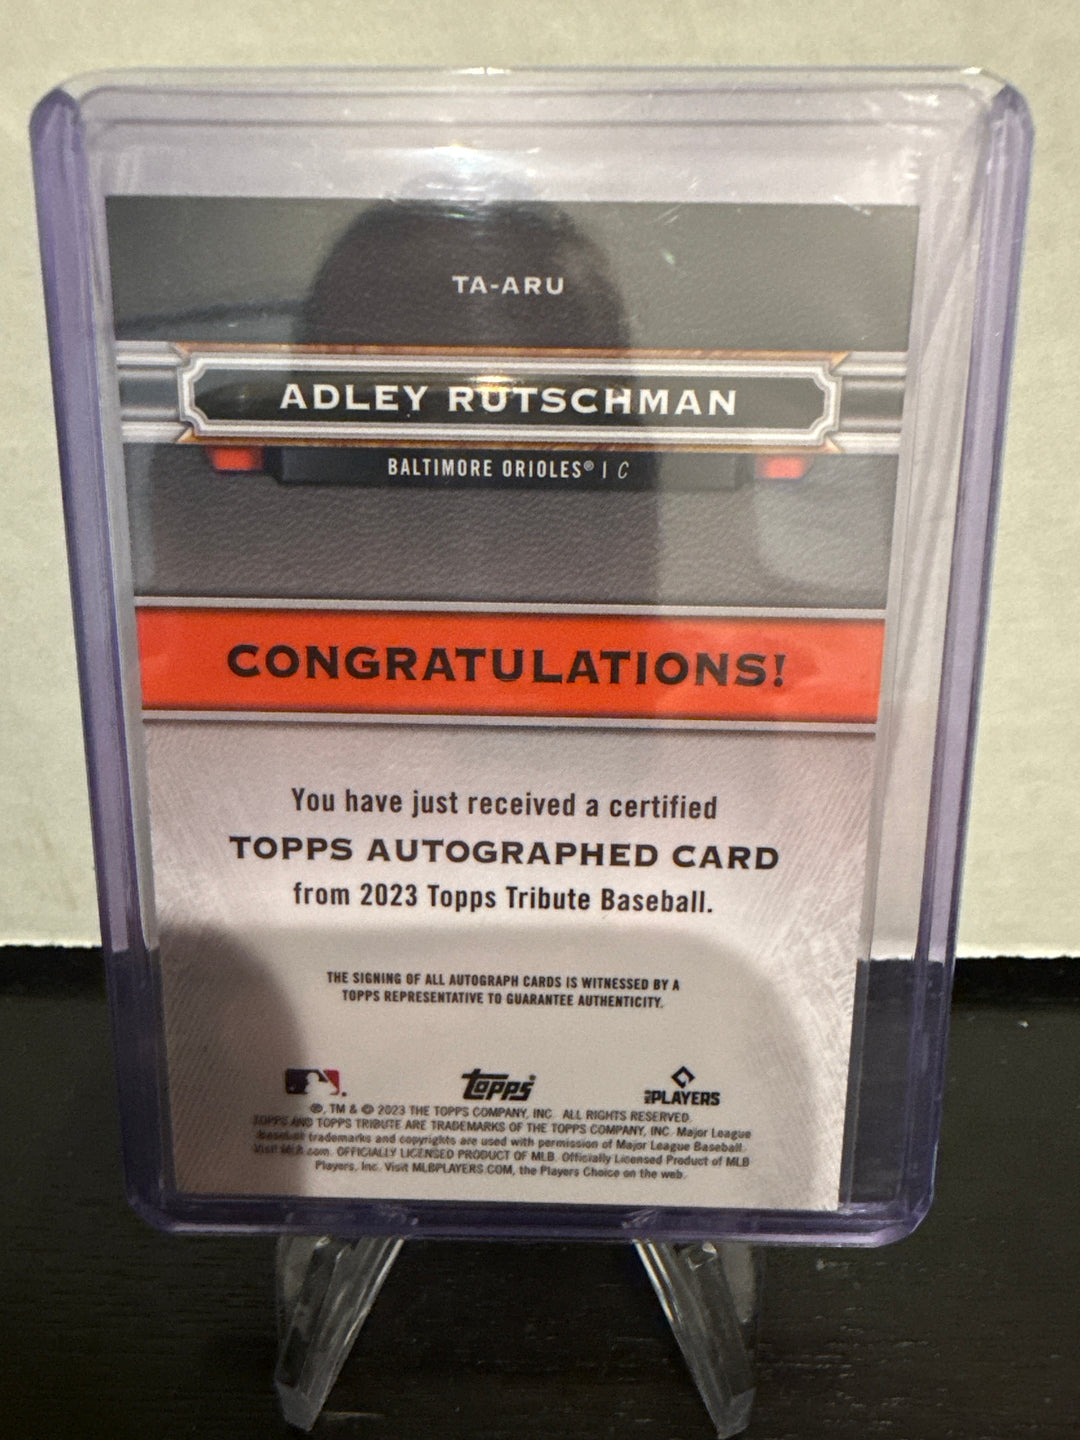 TA-ARU
ADLEY RUTSCHMAN
BALTIMORE ORIOLES® | C
CONGRATULATIONS!
You have just received a certified
TOPPS AUTOGRAPHED CARD
from 2023 Topps Tribute Baseball.
THE SIGNING OF ALL AUTOGRAPH CARDS IS WITNESSED BY A
TOPPS REPRESENTATIVE TO GUARANTEE AUTHENTICITY.
topps® MLB PLAYERS
®, TM & © 2023 THE TOPPS COMPANY, INC. ALL RIGHTS RESERVED.
TOPPS AND TOPPS TRIBUTE ARE TRADEMARKS OF THE TOPPS COMPANY, INC. Major League
Baseball trademarks and copyrights are used with permission of Major League Baseball.
Visit MLB.com. OFFICIALLY LICENSED PRODUCT OF MLB. Officially Licensed Product of MLB
Players, Inc. Visit MLBPLAYERS.COM, the Players Choice on the web.